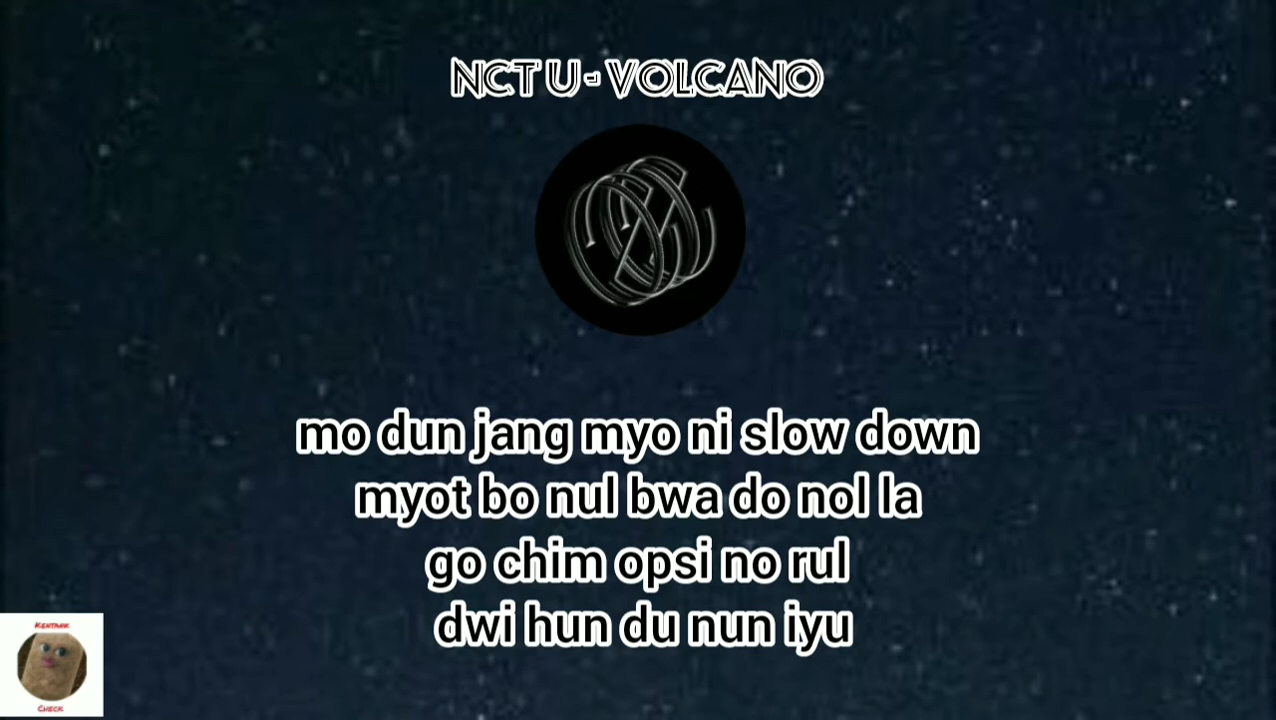 NCT U - VOLCANO
mo dun jang myo ni slow down
myot bo nul bwa do nol la
go chim opsi no rul
dwi hun du nun iyu
KENTANK
CHECK